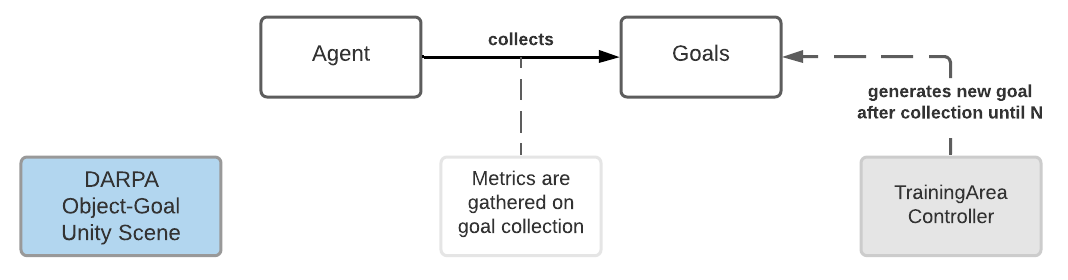 Agent
collects
Goals
generates new goal
after collection until N
DARPA
Object-Goal
Unity Scene
Metrics are
gathered on
goal collection
TrainingArea
Controller